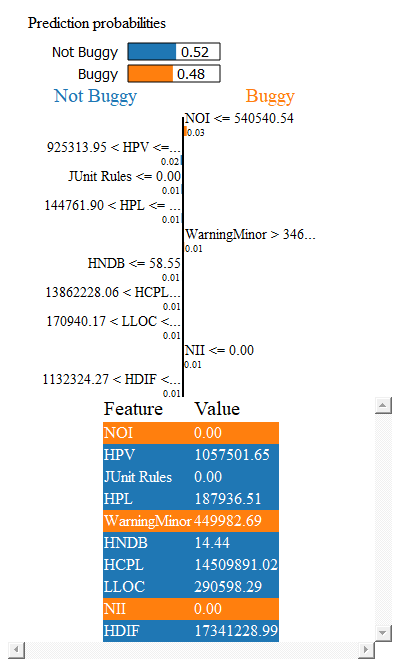 Prediction probabilities
Not Buggy 0.52
Buggy 0.48
Not Buggy Buggy
NOI <= 540540.54
0.03
925313.95 < HPV <=...
0.02
JUnit Rules <= 0.00
0.01
144761.90 < HPL <= ...
0.01
WarningMinor > 346...
0.01
HNDB <= 58.55
0.01
13862228.06 < HCPL...
0.01
170940.17 < LLOC <...
0.01
NII <= 0.00
0.01
1132324.27 < HDIF <...
0.01
Feature Value
NOI 0.00
HPV 1057501.65
JUnit Rules 0.00
HPL 187936.51
WarningMinor 449982.69
HNDB 14.44
HCPL 14509891.02
LLOC 290598.29
NII 0.00
HDIF 17341228.99